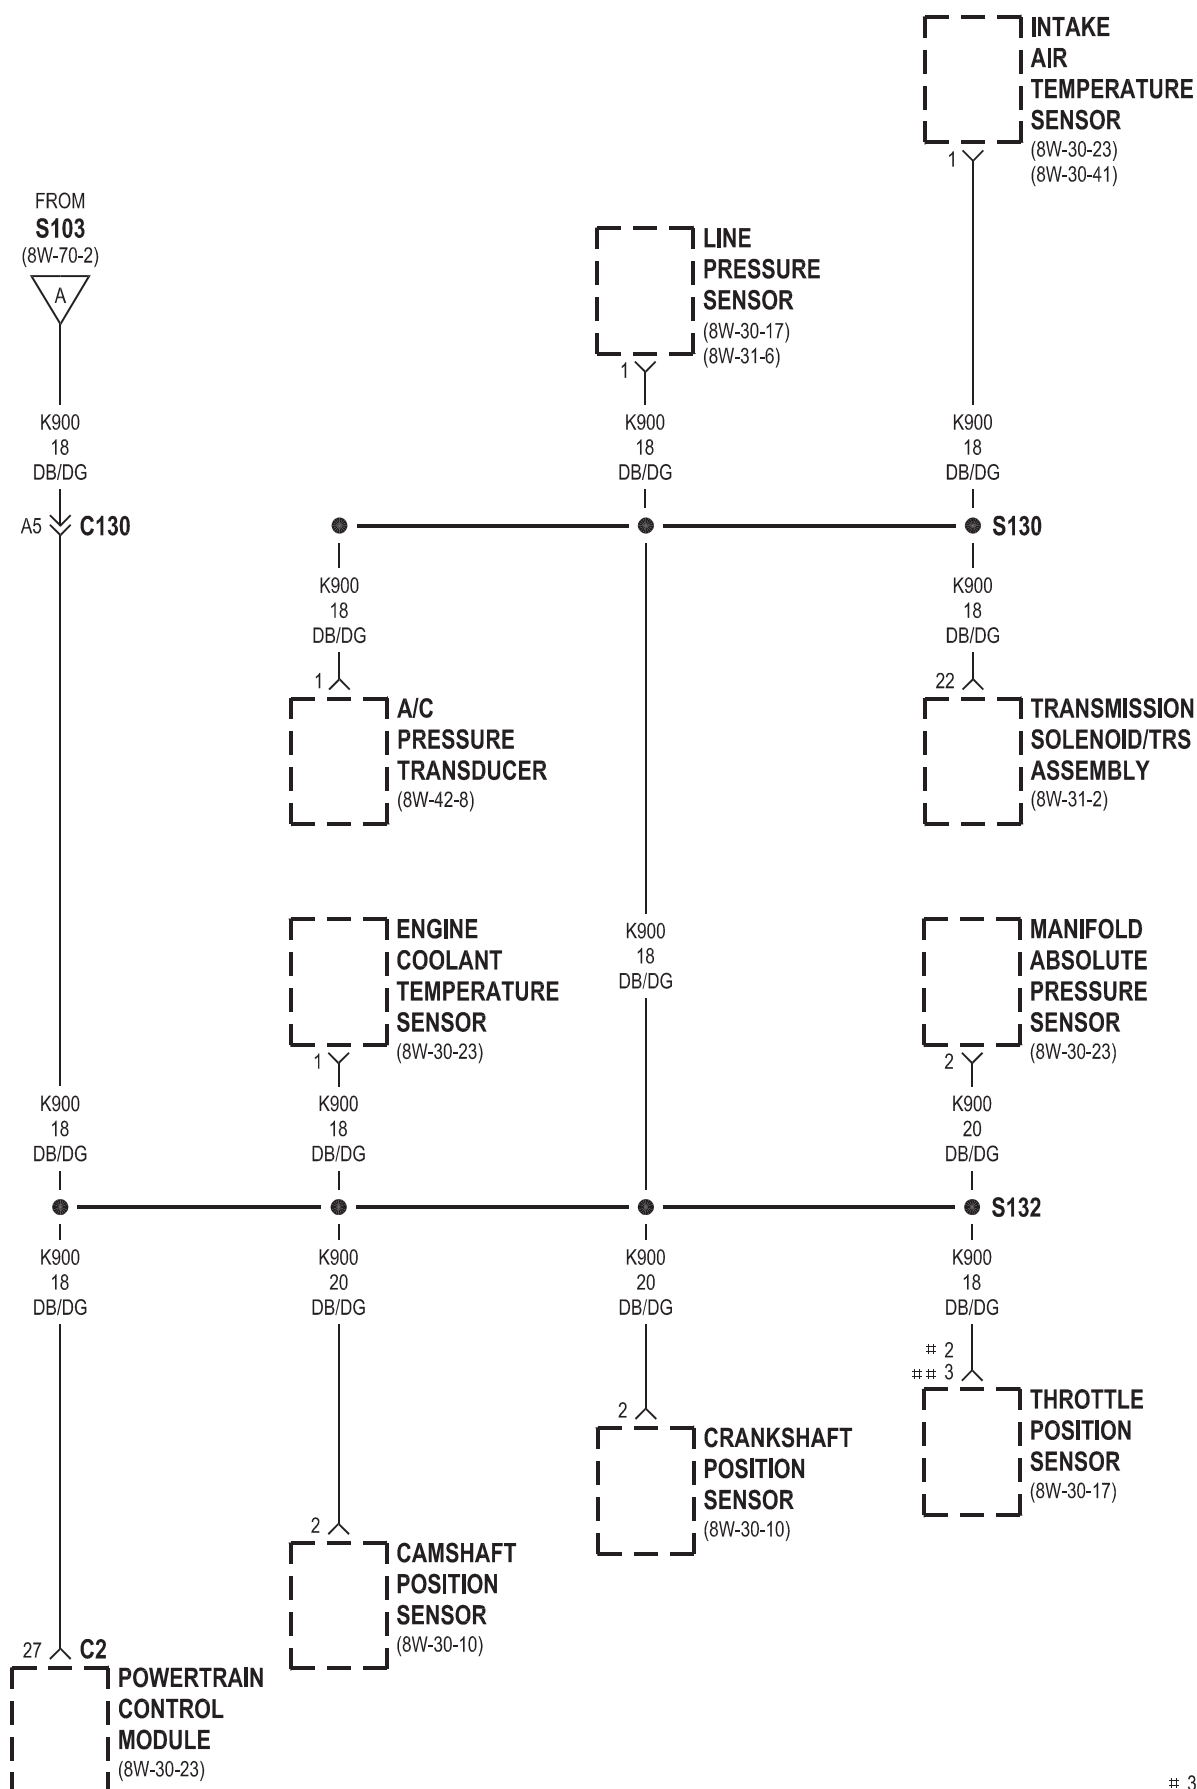 INTAKE
AIR
TEMPERATURE
SENSOR
(8W-30-23)
(8W-30-41)
1
FROM
S103
(8W-70-2)
A
LINE
PRESSURE
SENSOR
(8W-30-17)
(8W-31-6)
1
K900
18
DB/DG
K900
18
DB/DG
K900
18
DB/DG
A5
C130
S130
K900
18
DB/DG
K900
18
DB/DG
1
A/C
PRESSURE
TRANSDUCER
(8W-42-8)
22
TRANSMISSION
SOLENOID/TRS
ASSEMBLY
(8W-31-2)
ENGINE
COOLANT
TEMPERATURE
SENSOR
(8W-30-23)
1
K900
18
DB/DG
MANIFOLD
ABSOLUTE
PRESSURE
SENSOR
(8W-30-23)
2
K900
18
DB/DG
K900
18
DB/DG
K900
20
DB/DG
S132
K900
18
DB/DG
K900
20
DB/DG
K900
20
DB/DG
K900
18
DB/DG
# 2
## 3
THROTTLE
POSITION
SENSOR
(8W-30-17)
2
CRANKSHAFT
POSITION
SENSOR
(8W-30-10)
2
CAMSHAFT
POSITION
SENSOR
(8W-30-10)
27
C2
POWERTRAIN
CONTROL
MODULE
(8W-30-23)
# 3